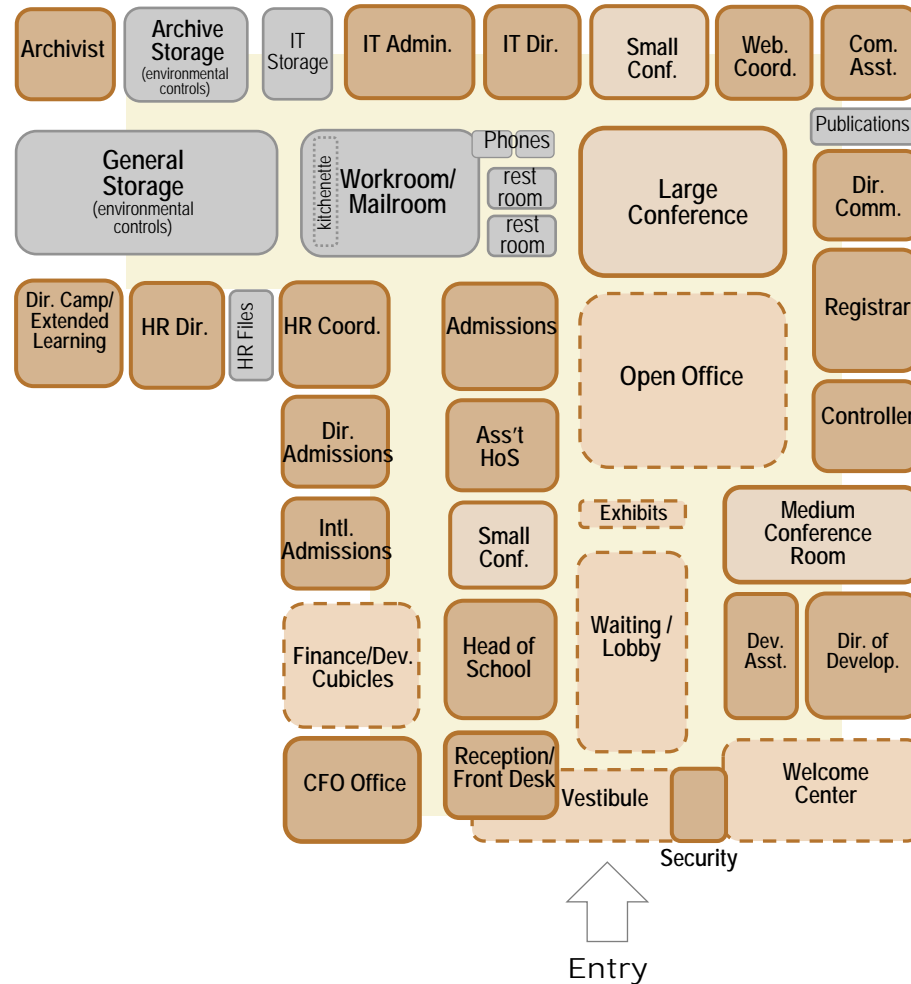 Archivist
Archive
Storage
(environmental
controls)
IT
Storage
IT Admin.
IT Dir.
Small
Conf.
Web.
Coord.
Com.
Asst.
Publications
General
Storage
(environmental
controls)
kitchenette
Workroom/
Mailroom
Phones
rest
room
rest
room
Large
Conference
Dir.
Comm.
Dir. Camp/
Extended
Learning
HR Dir.
HR Files
HR Coord.
Admissions
Open Office
Registrar
Controller
Dir.
Admissions
Ass't
HoS
Intl.
Admissions
Small
Conf.
Exhibits
Medium
Conference
Room
Finance/Dev.
Cubicles
Head of
School
Waiting /
Lobby
Dev.
Asst.
Dir. of
Develop.
CFO Office
Reception/
Front Desk
Vestibule
Welcome
Center
Security
Entry